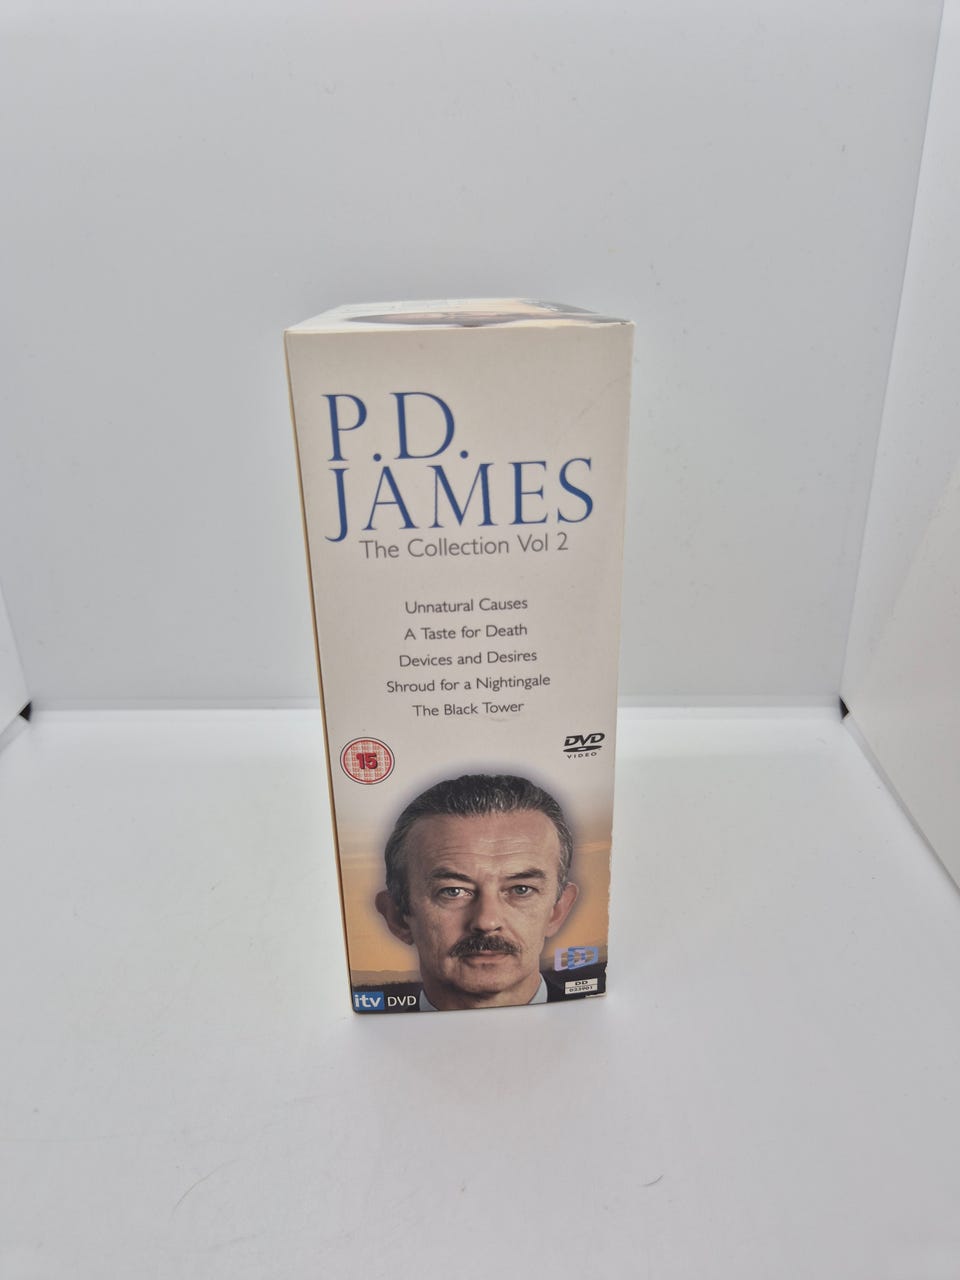 P.D.
JAMES
The Collection Vol 2
Unnatural Causes
A Taste for Death
Devices and Desires
Shroud for a Nightingale
The Black Tower
15
DVD
VIDEO
itv DVD
DD